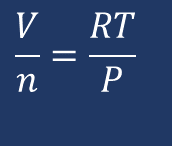 V/n = RT/P